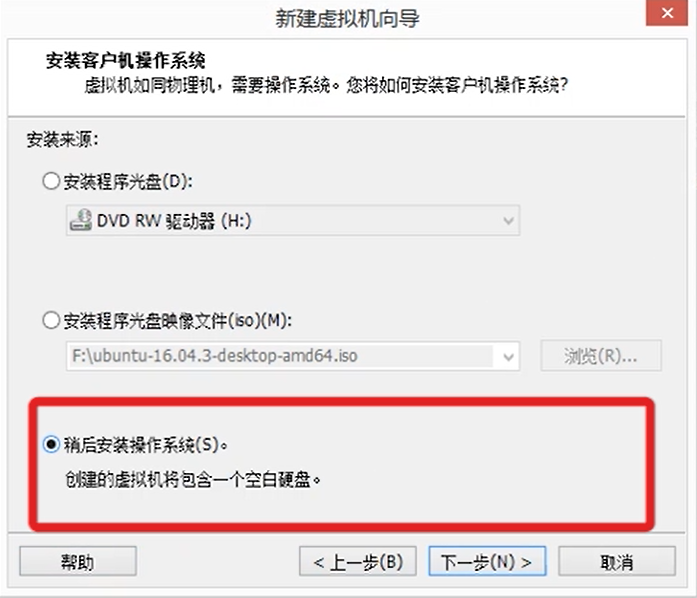 新建虚拟机向导
安装客户机操作系统
虚拟机如同物理机，需要操作系统。您将如何安装客户机操作系统?
安装来源:
安装程序光盘(D):
DVD RW 驱动器 (H:)
安装程序光盘映像文件(iso)(M):
F:\ubuntu-16.04.3-desktop-amd64.iso
浏览(R)...
稍后安装操作系统(S)。
创建的虚拟机将包含一个空白硬盘。
帮助
< 上一步(B)
下一步(N) >
取消